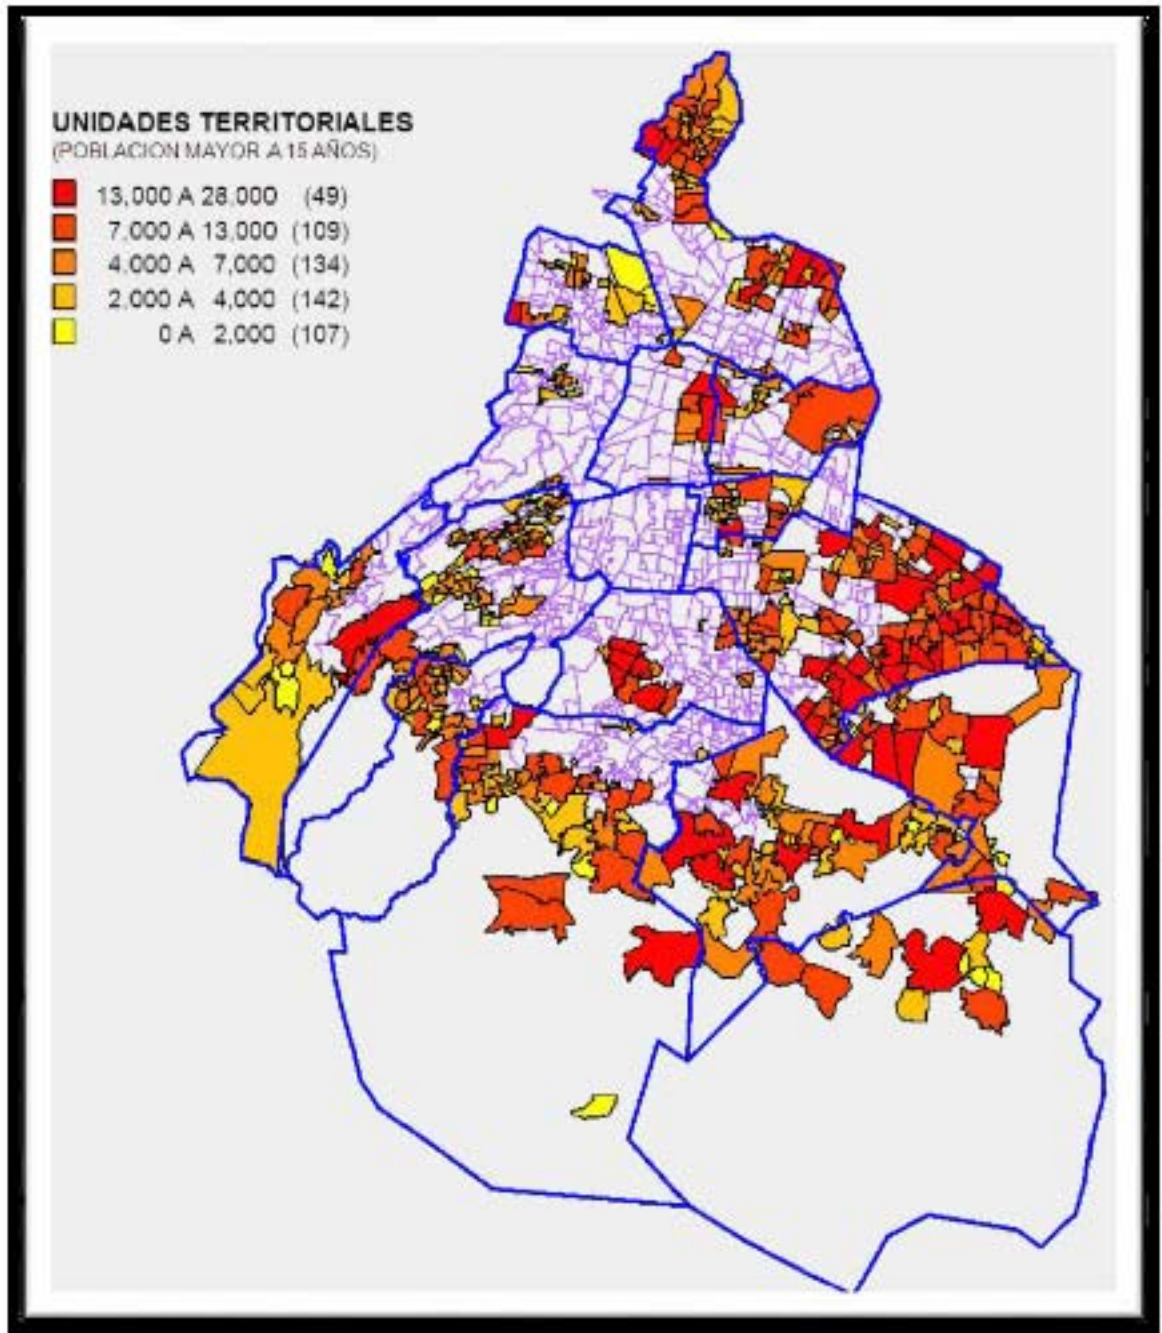 UNIDADES TERRITORIALES
(POBLACION MAYOR A 15 AÑOS)
13,000 A 28.000 (49)
7,000 A 13,000 (109)
4,000 A 7,000 (134)
2,000 A 4,000 (142)
0 A 2,000 (107)